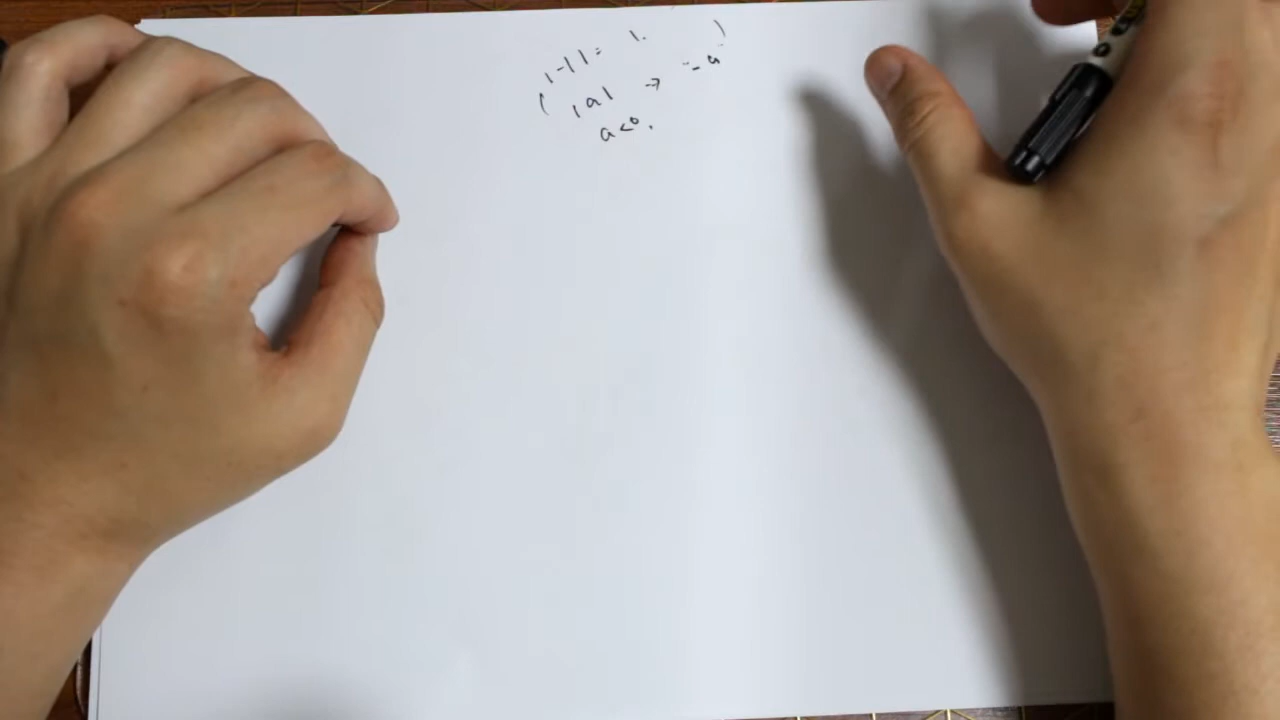 |-1| = 1.
( |a| → "-a" )
a<0.